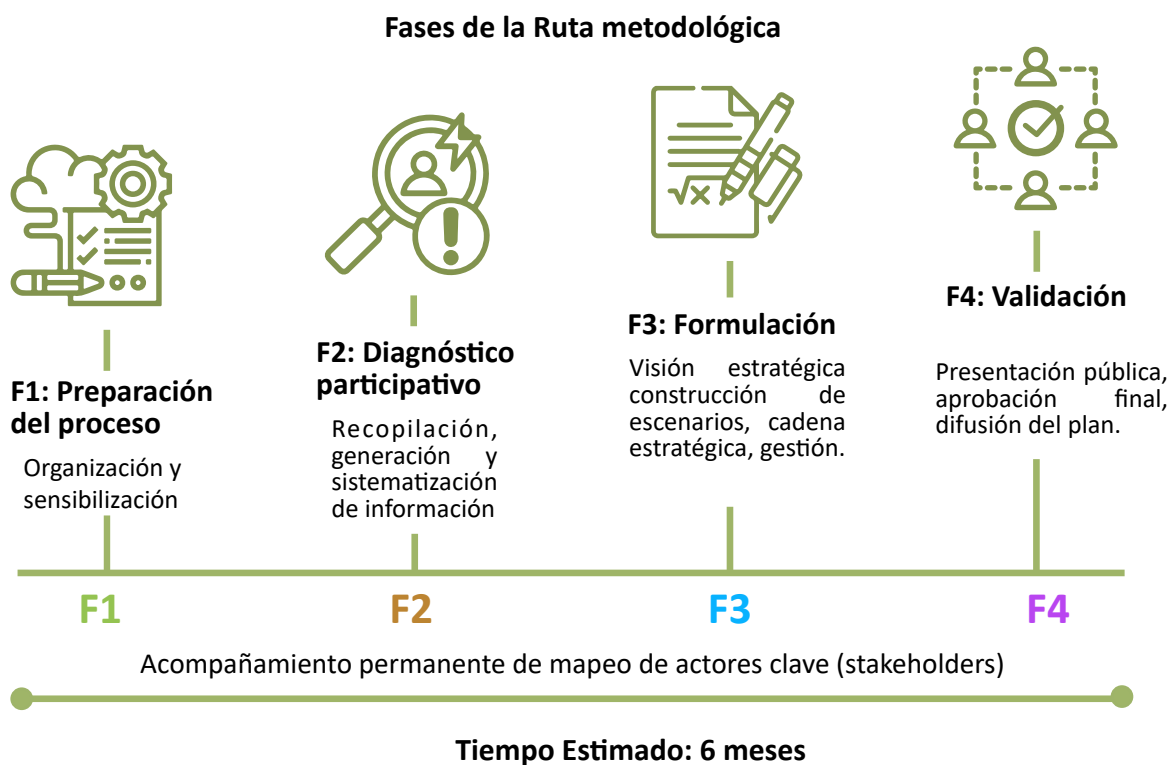 Fases de la Ruta metodológica
F1: Preparación
del proceso
Organización y
sensibilización
F2: Diagnóstico
participativo
Recopilación,
generación y
sistematización
de información
F3: Formulación
Visión estratégica
construcción de
escenarios, cadena
estratégica, gestión.
F4: Validación
Presentación pública,
aprobación final,
difusión del plan.
F1
F2
F3
F4
Acompañamiento permanente de mapeo de actores clave (stakeholders)
Tiempo Estimado: 6 meses